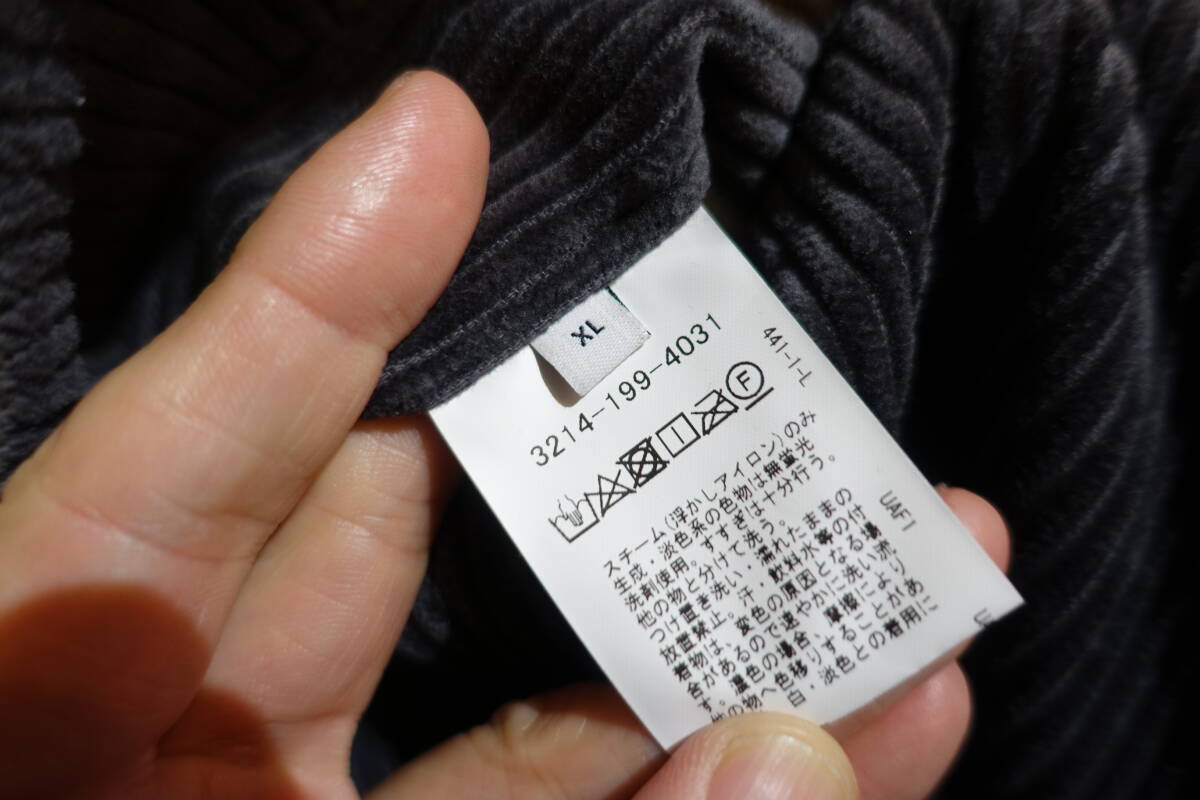 XL
3214-199-4031
44I-I-L
F
スチーム(浮かしアイロン)のみ
生成・淡色系の色物は無蛍光
洗剤使用。すすぎは十分行う。
他の物と分けて洗う。
つけ置き洗い・濡れたままの
放置禁止。汗・飲料水等の付
着物は、変色の原因となる場
合があるので速やかに洗い流
す。濃色の場合、摩擦により
他の物へ色移りすることがあ
白・淡色との着用に
UAFI